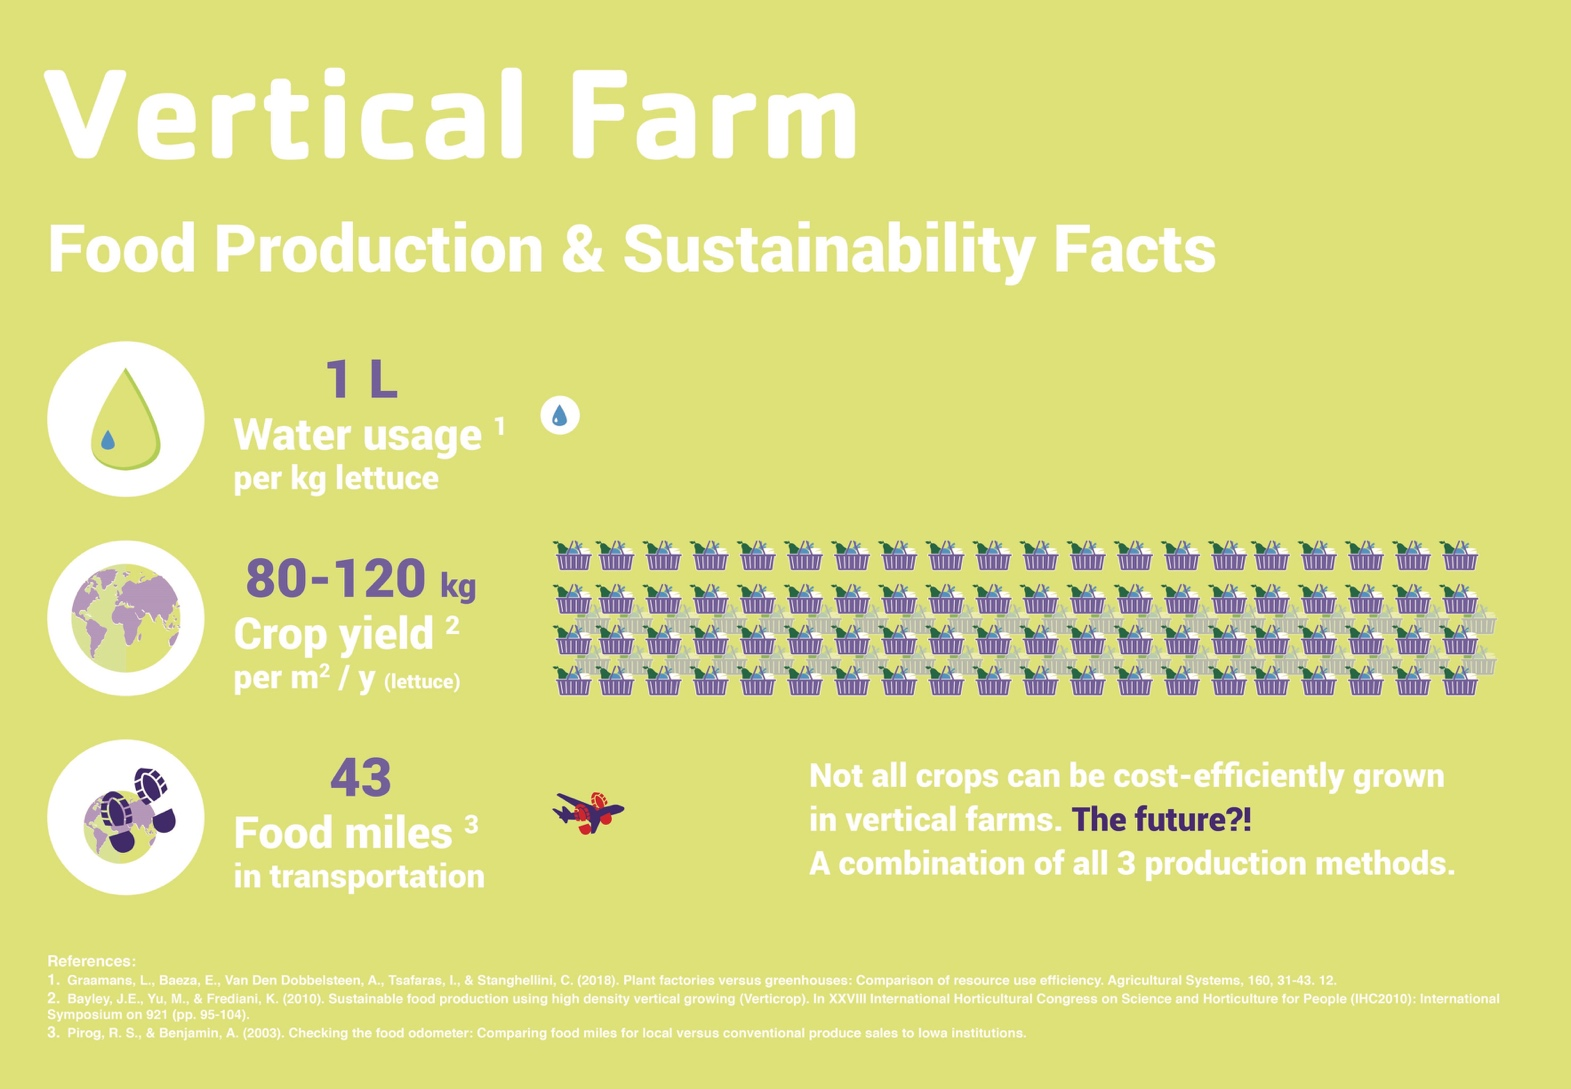 Vertical Farm
Food Production & Sustainability Facts
1 L
Water usage 1
per kg lettuce
80-120 kg
Crop yield 2
per m2 / y (lettuce)
43
Food miles 3
in transportation
Not all crops can be cost-efficiently grown
in vertical farms. The future?!
A combination of all 3 production methods.
References:
1. Graamans, L., Baeza, E., Van Den Dobbelsteen, A., Tsafaras, I., & Stanghellini, C. (2018). Plant factories versus greenhouses: Comparison of resource use efficiency. Agricultural Systems, 160, 31-43. 12.
2. Bayley, J.E., Yu, M., & Frediani, K. (2010). Sustainable food production using high density vertical growing (Verticrop). In XXVIII International Horticultural Congress on Science and Horticulture for People (IHC2010): International
Symposium on 921 (pp. 95-104).
3. Pirog, R. S., & Benjamin, A. (2003). Checking the food odometer: Comparing food miles for local versus conventional produce sales to Iowa institutions.